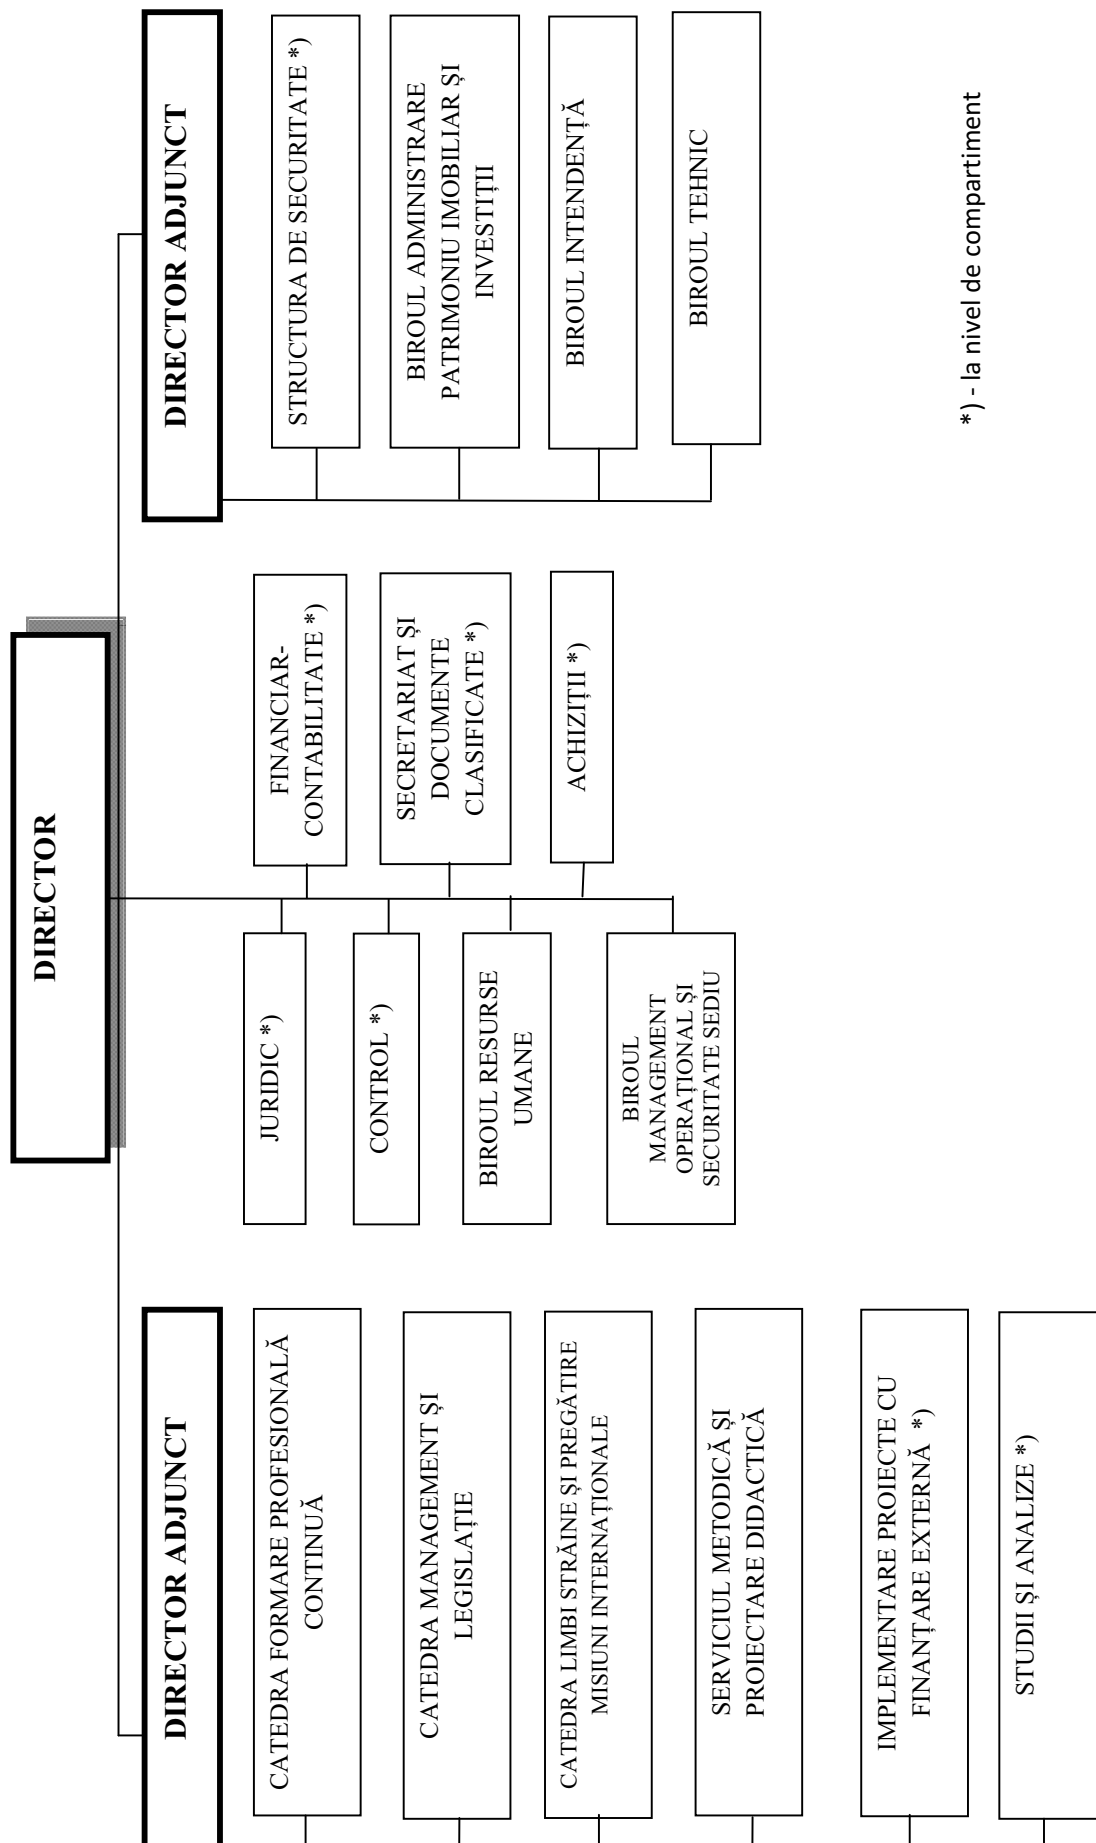 DIRECTOR
DIRECTOR ADJUNCT
CATEDRA FORMARE PROFESIONALĂ
CONTINUĂ
CATEDRA MANAGEMENT ȘI
LEGISLAȚIE
CATEDRA LIMBI STRĂINE ȘI PREGĂTIRE
MISIUNI INTERNAȚIONALE
SERVICIUL METODICĂ ȘI
PROIECTARE DIDACTICĂ
IMPLEMENTARE PROIECTE CU
FINANȚARE EXTERNĂ *)
STUDII ȘI ANALIZE *)
JURIDIC *)
CONTROL *)
BIROUL RESURSE
UMANE
BIROUL
MANAGEMENT
OPERAȚIONAL ȘI
SECURITATE SEDIU
FINANCIAR-
CONTABILITATE *)
SECRETARIAT ȘI
DOCUMENTE
CLASIFICATE *)
ACHIZIȚII *)
DIRECTOR ADJUNCT
STRUCTURA DE SECURITATE *)
BIROUL ADMINISTRARE
PATRIMONIU IMOBILIAR ȘI
INVESTIȚII
BIROUL INTENDENȚĂ
BIROUL TEHNIC
*) - la nivel de compartiment